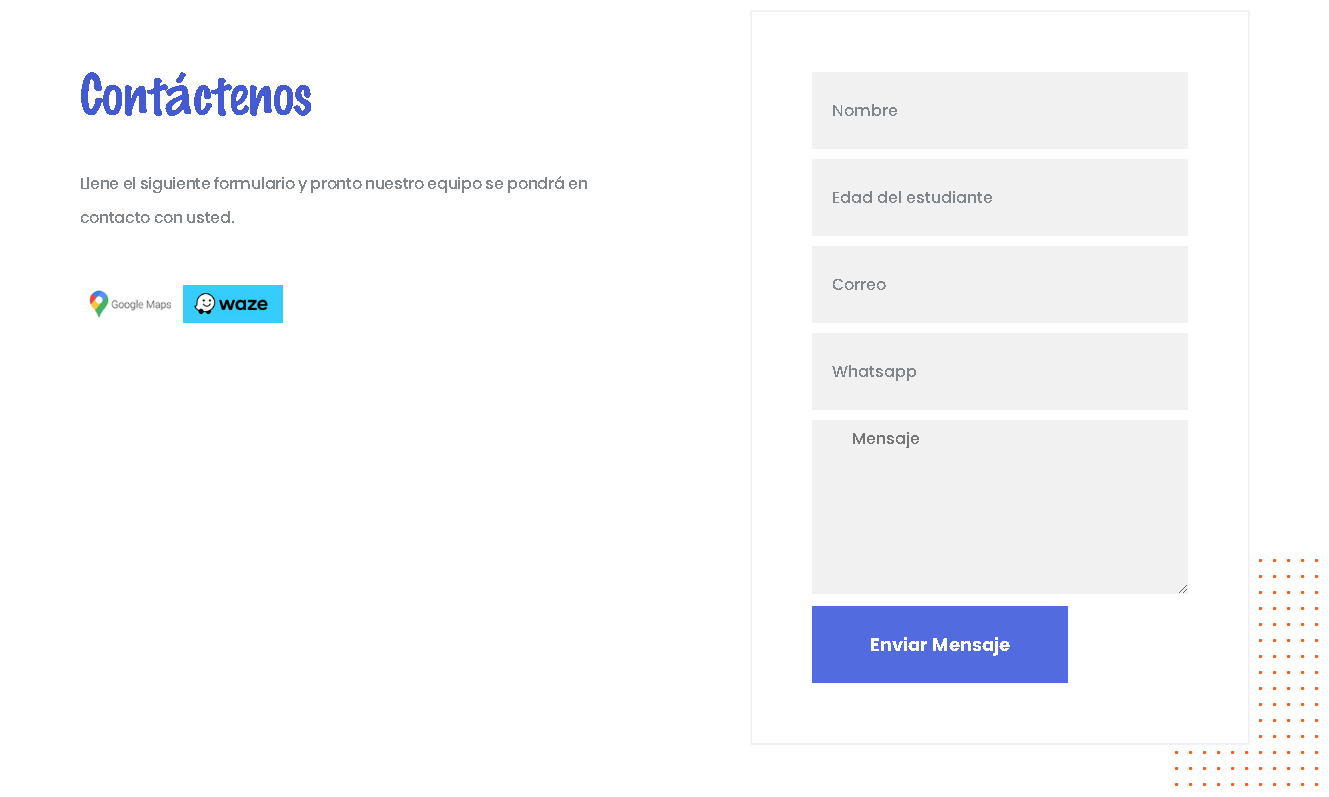 Contáctenos
Llene el siguiente formulario y pronto nuestro equipo se pondrá en
contacto con usted.
Google Maps
waze
Nombre
Edad del estudiante
Correo
Whatsapp
Mensaje
Enviar Mensaje